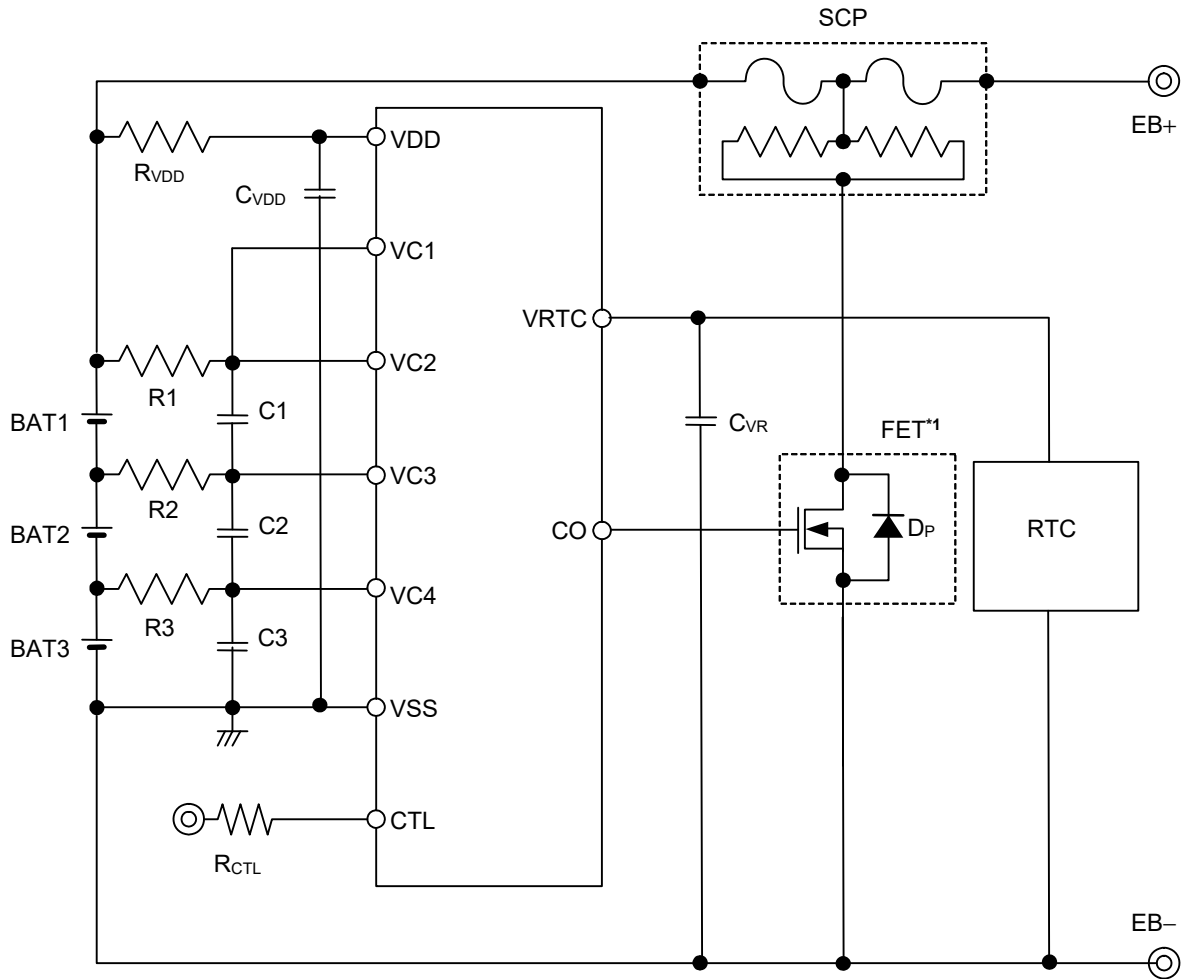 SCP
EB+
VDD
RVDD
CVDD
VC1
VRTC
VC2
R1
BAT1
C1
CVR
FET*1
VC3
R2
BAT2
C2
CO
DP
RTC
VC4
R3
BAT3
C3
VSS
CTL
RCTL
EB−